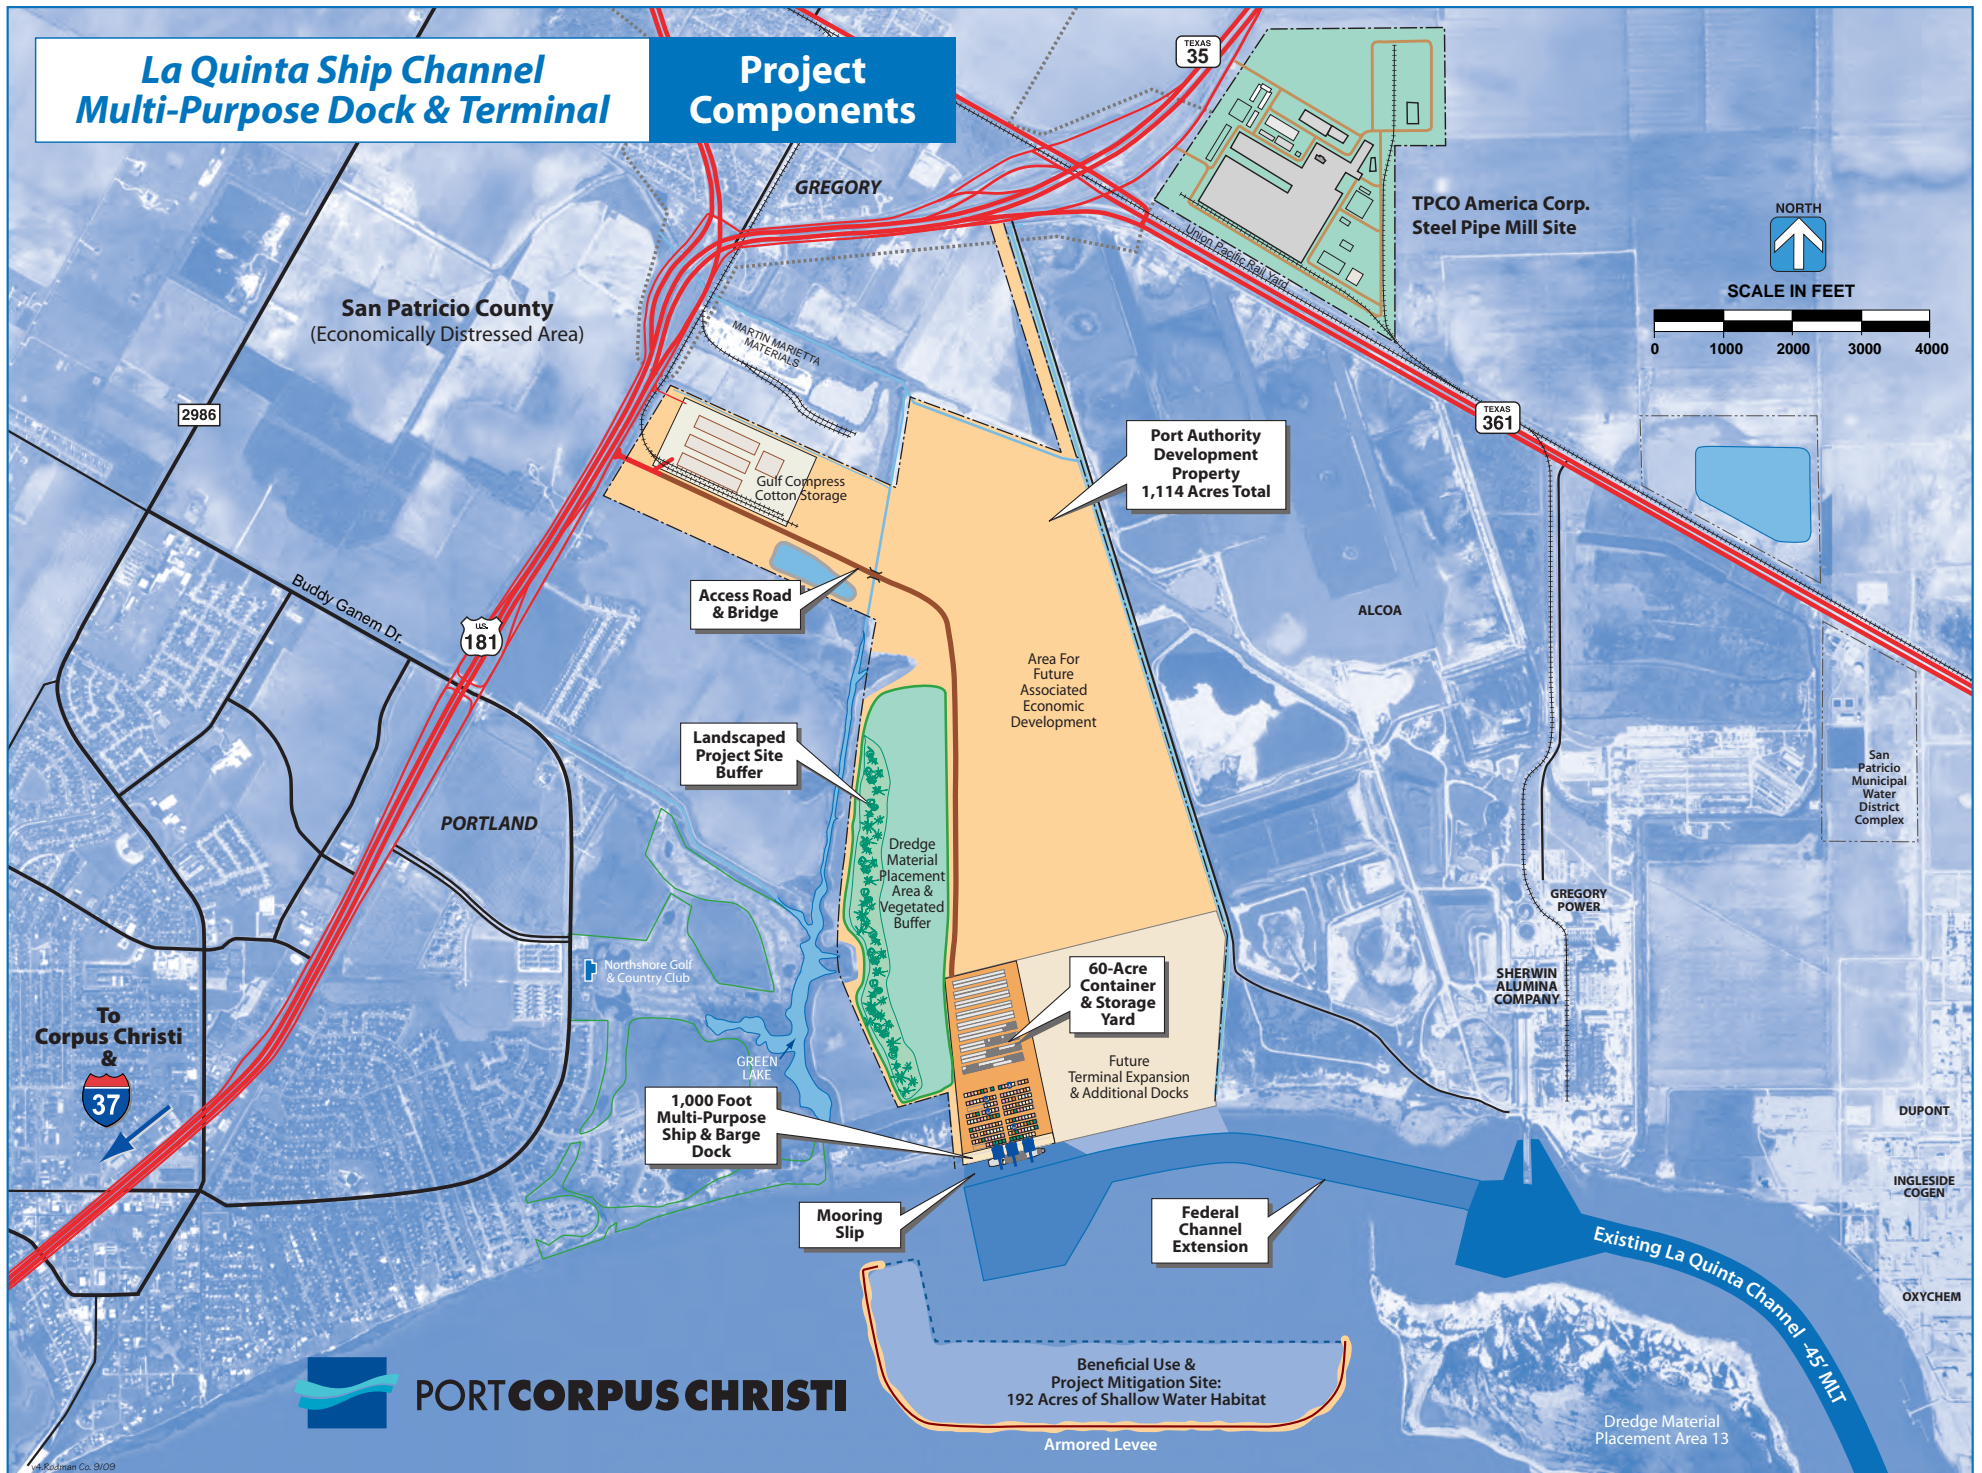 La Quinta Ship Channel
Multi-Purpose Dock & Terminal
Project
Components
TEXAS
35
GREGORY
TPCO America Corp.
Steel Pipe Mill Site
NORTH
SCALE IN FEET
0 1000 2000 3000 4000
Union Pacific Rail Yard
San Patricio County
(Economically Distressed Area)
MARTIN MARIETTA
MATERIALS
2986
TEXAS
361
Port Authority
Development
Property
1,114 Acres Total
Gulf Compress
Cotton Storage
Access Road
& Bridge
Buddy Ganem Dr.
U.S.
181
ALCOA
Area For
Future
Associated
Economic
Development
Landscaped
Project Site
Buffer
San
Patricio
Municipal
Water
District
Complex
PORTLAND
Dredge
Material
Placement
Area &
Vegetated
Buffer
GREGORY
POWER
Northshore Golf
& Country Club
60-Acre
Container
& Storage
Yard
SHERWIN
ALUMINA
COMPANY
To
Corpus Christi
&
37
GREEN
LAKE
Future
Terminal Expansion
& Additional Docks
1,000 Foot
Multi-Purpose
Ship & Barge
Dock
DUPONT
INGLESIDE
COGEN
Mooring
Slip
Federal
Channel
Extension
Existing La Quinta Channel -45' MLT
OXYCHEM
Beneficial Use &
Project Mitigation Site:
192 Acres of Shallow Water Habitat
PORT CORPUS CHRISTI
Armored Levee
Dredge Material
Placement Area 13
v4.Rodman Co. 9/09